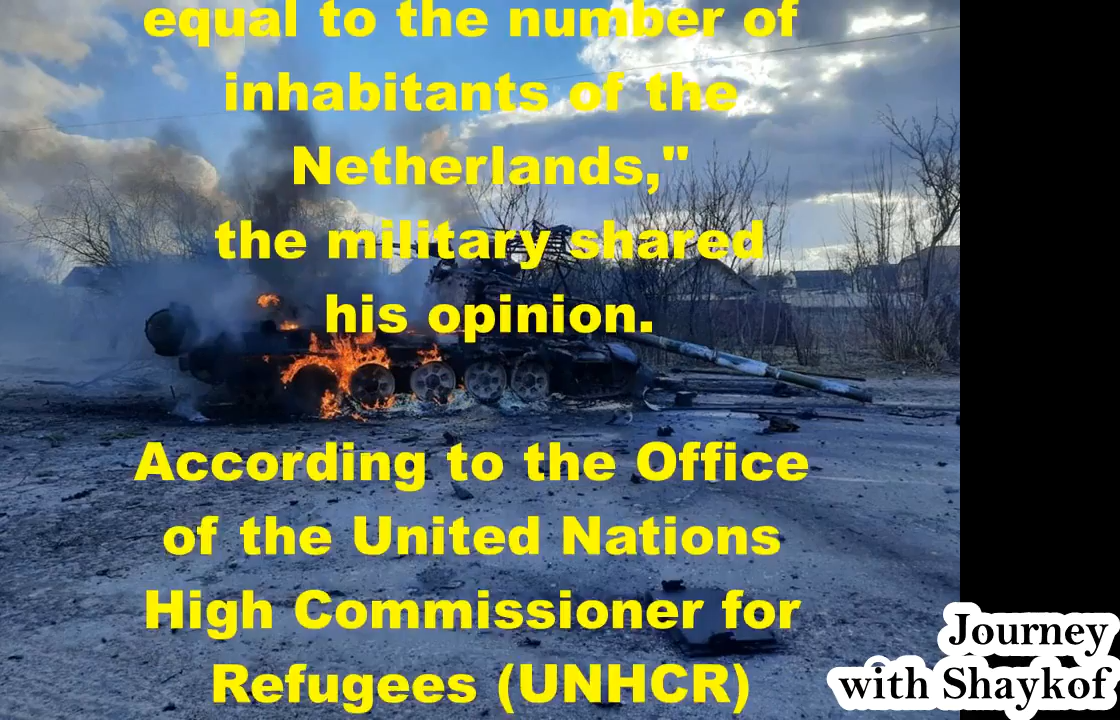 equal to the number of
inhabitants of the
Netherlands,"
the military shared
his opinion.
According to the Office
of the United Nations
High Commissioner for
Refugees (UNHCR)
Journey
with Shaykof